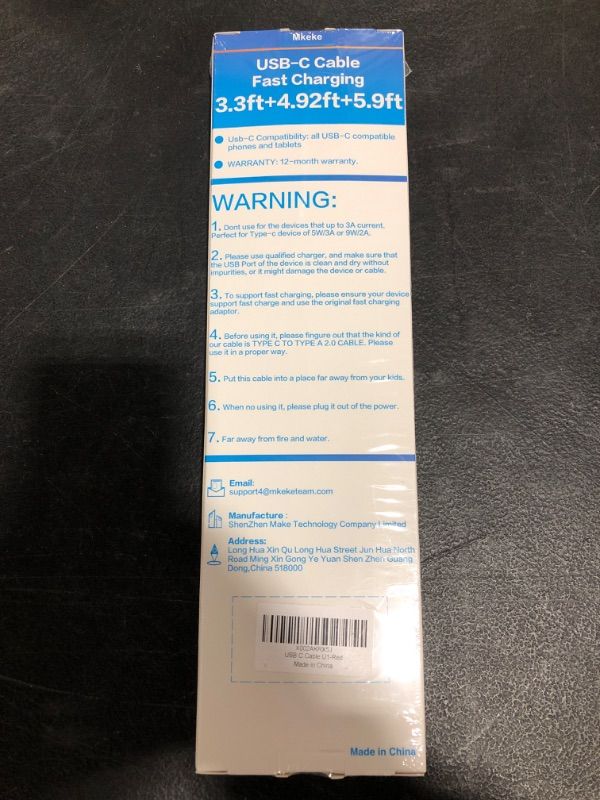 Mkeke
USB-C Cable
Fast Charging
3.3ft+4.92ft+5.9ft
Usb-C Compatibility: all USB-C compatible
phones and tablets
WARRANTY: 12-month warranty.
WARNING:
1. Dont use for the devices that up to 3A current.
Perfect for Type-c device of 5W/3A or 9W/2A.
2. Please use qualified charger, and make sure that
the USB Port of the device is clean and dry without
impurities, or it might damage the device or cable.
3. To support fast charging, please ensure your device
support fast charge and use the original fast charging
adaptor.
4. Before using it, please fingure out that the kind of
our cable is TYPE C TO TYPE A 2.0 CABLE. Please
use it in a proper way.
5. Put this cable into a place far away from your kids.
6. When no using it, please plug it out of the power.
7. Far away from fire and water.
Email:
support4@mkeketeam.com
Manufacture :
ShenZhen Make Technology Company Limited
Address:
Long Hua Xin Qu Long Hua Street Jun Hua North
Road Ming Xin Gong Ye Yuan Shen Zhen Guang
Dong,China 518000
USB C Cable U1-Red
Made in China
Made in China